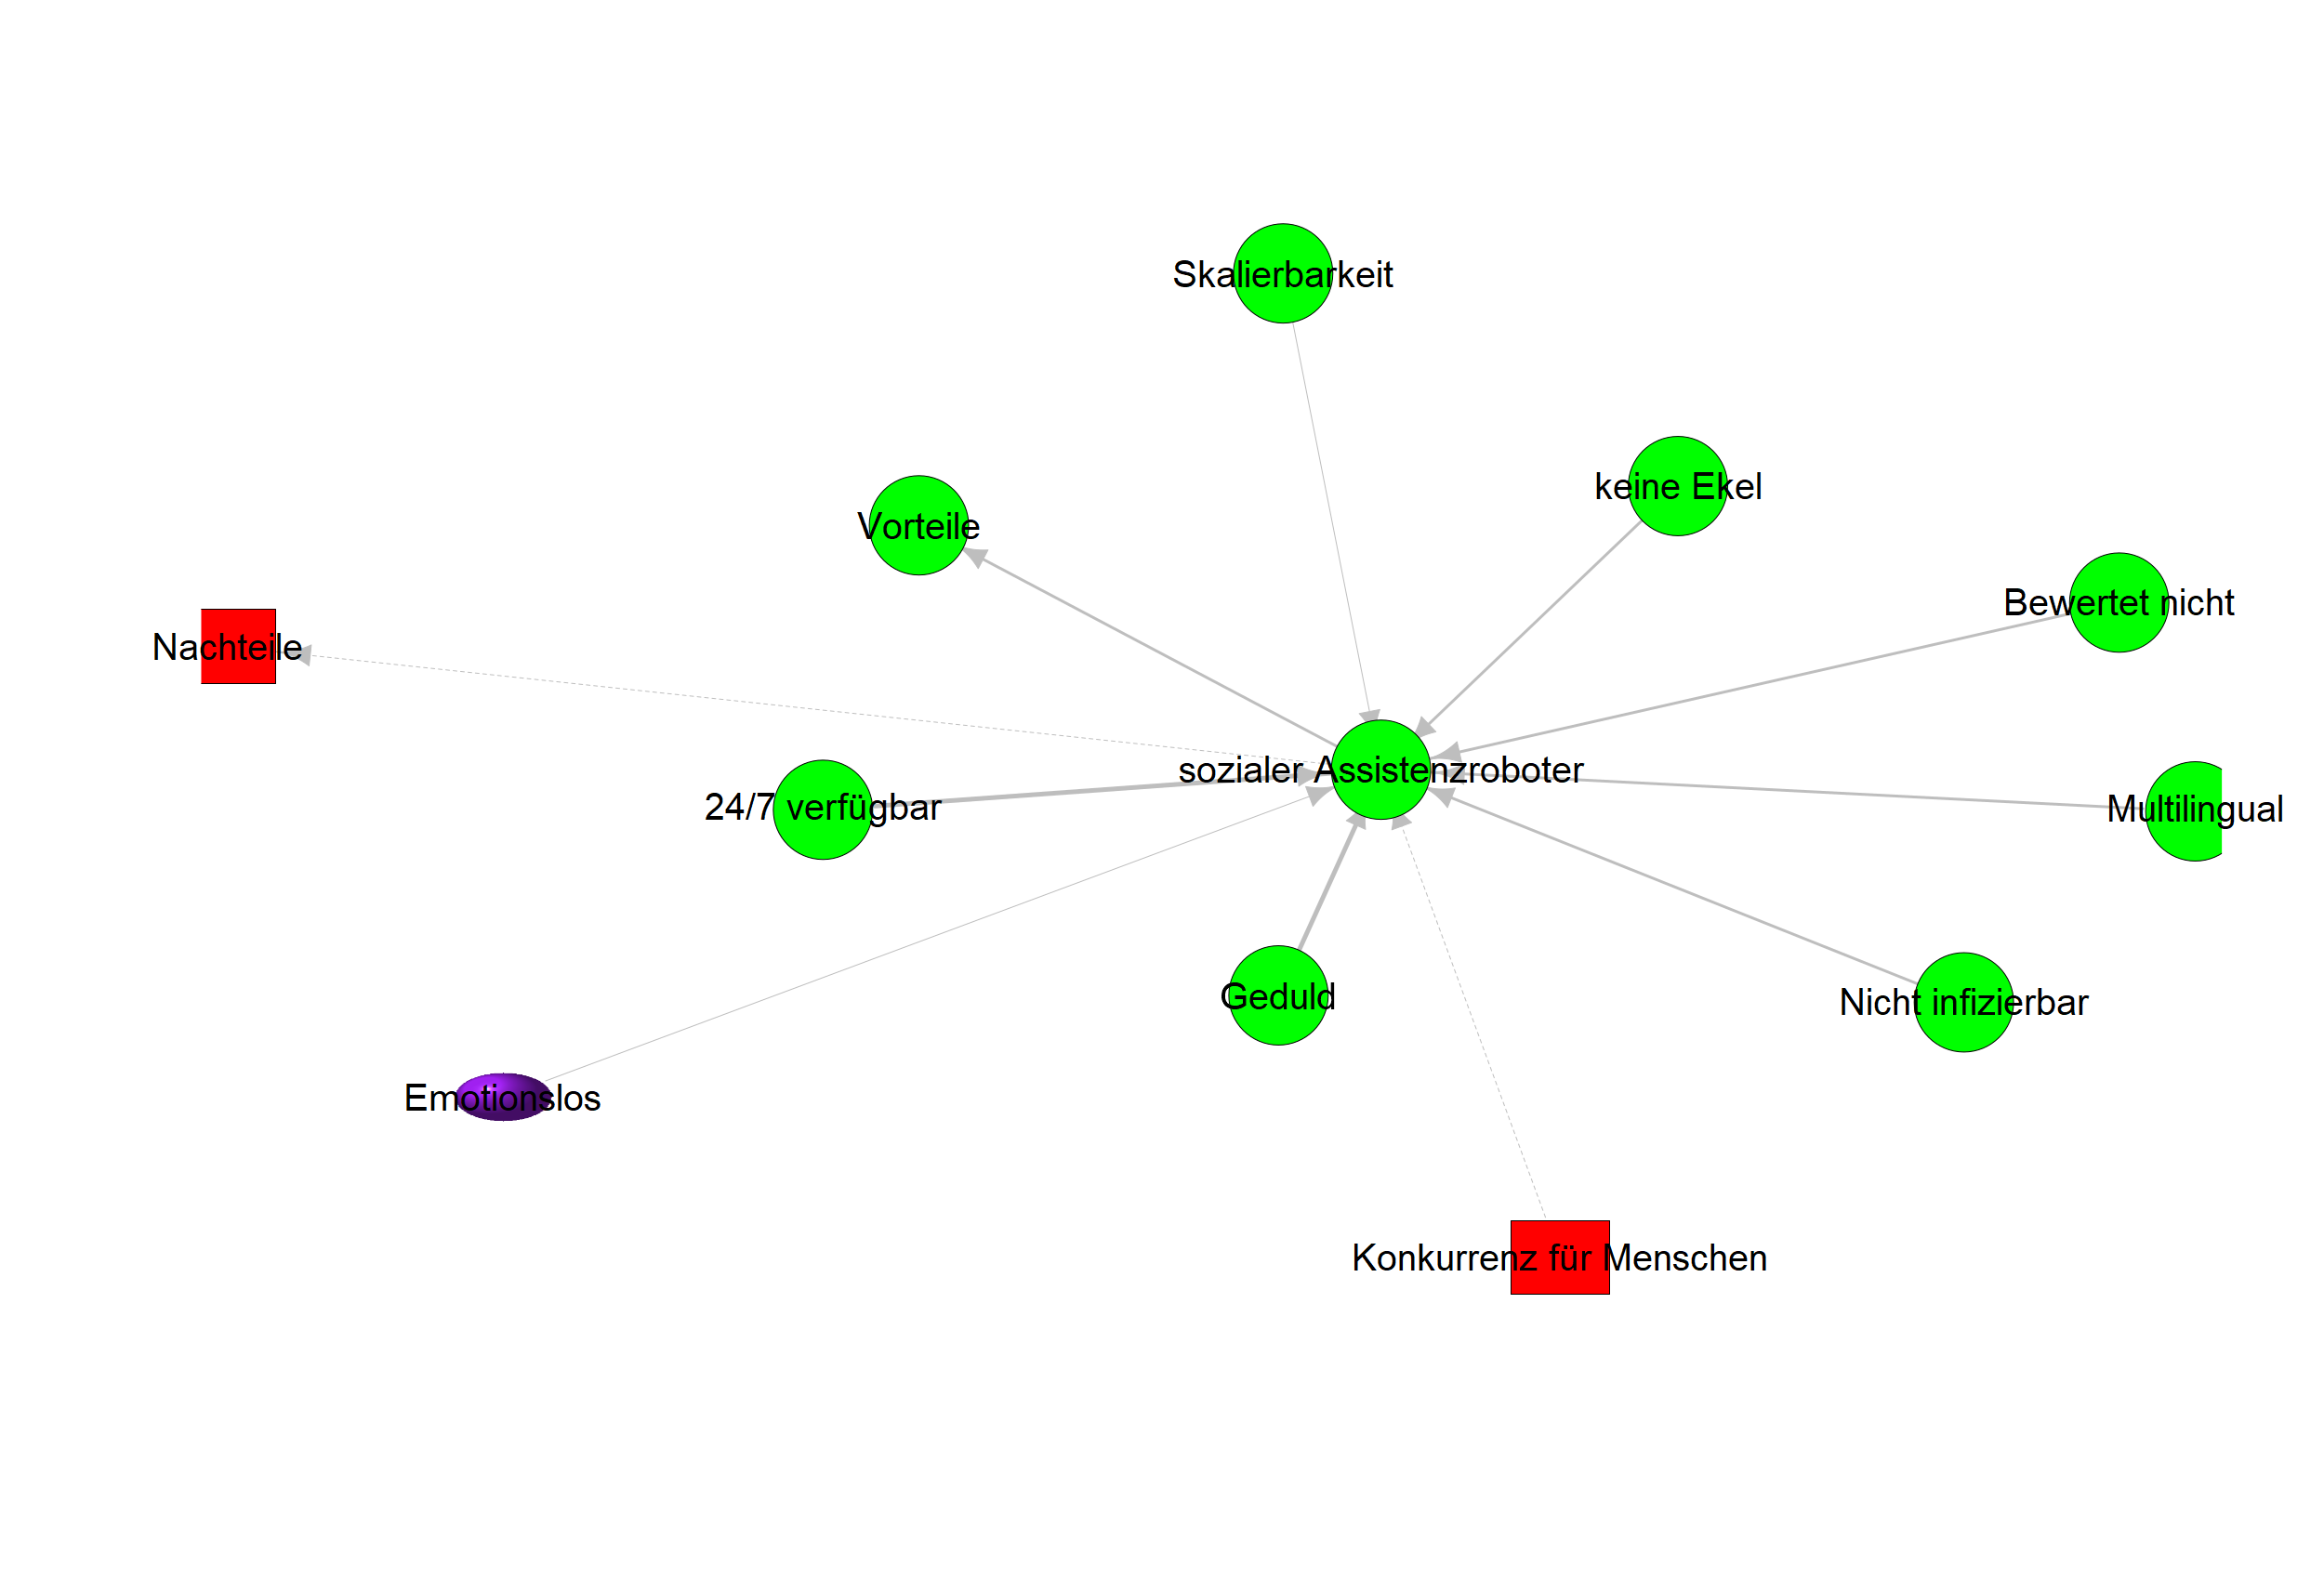 Skalierbarkeit
keine Ekel
Vorteile
Bewertet nicht
Nachteile
sozialer Assistenzroboter
24/7 verfügbar
Multilingual
Geduld
Nicht infizierbar
Emotionslos
Konkurrenz für Menschen